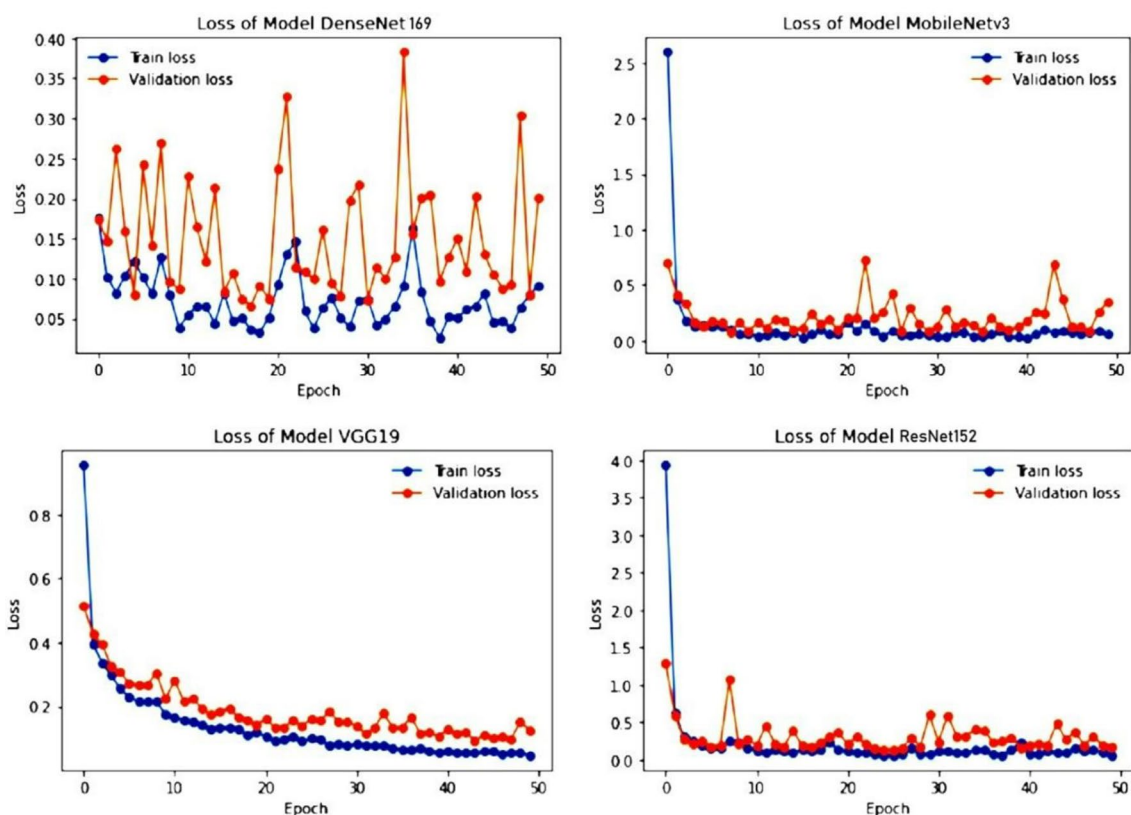 Loss of Model DenseNet169
0.40
0.35
0.30
0.25
0.20
0.15
0.10
0.05
Loss
Train loss
Validation loss
0 10 20 30 40 50
Epoch
Loss of Model MobileNetv3
2.5
2.0
1.5
1.0
0.5
0.0
Loss
Train loss
Validation loss
0 10 20 30 40 50
Epoch
Loss of Model VGG19
0.8
0.6
0.4
0.2
Loss
Train loss
Validation loss
0 10 20 30 40 50
Epoch
Loss of Model ResNet152
4.0
3.5
3.0
2.5
2.0
1.5
1.0
0.5
0.0
Loss
Train loss
Validation loss
0 10 20 30 40 50
Epoch